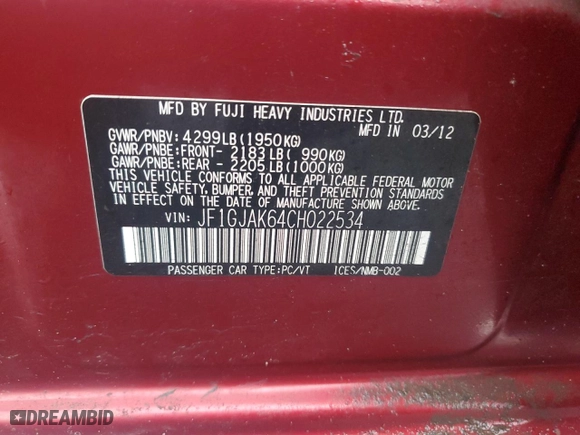 MFD BY FUJI HEAVY INDUSTRIES LTD.
MFD IN 03/12
GVWR/PNBV: 4299LB(1950KG)
GAWR/PNBE:FRONT- 2183LB( 990KG)
GAWR/PNBE:REAR - 2205LB(1000KG)
THIS VEHICLE CONFORMS TO ALL APPLICABLE FEDERAL MOTOR
VEHICLE SAFETY, BUMPER, AND THEFT PREVENTION STANDARDS
IN EFFECT ON THE DATE OF MANUFACTURE SHOWN ABOVE.
VIN: JF1GJAK64CH022534
PASSENGER CAR TYPE:PC/VT ICES/NMB-002
DREAMBID